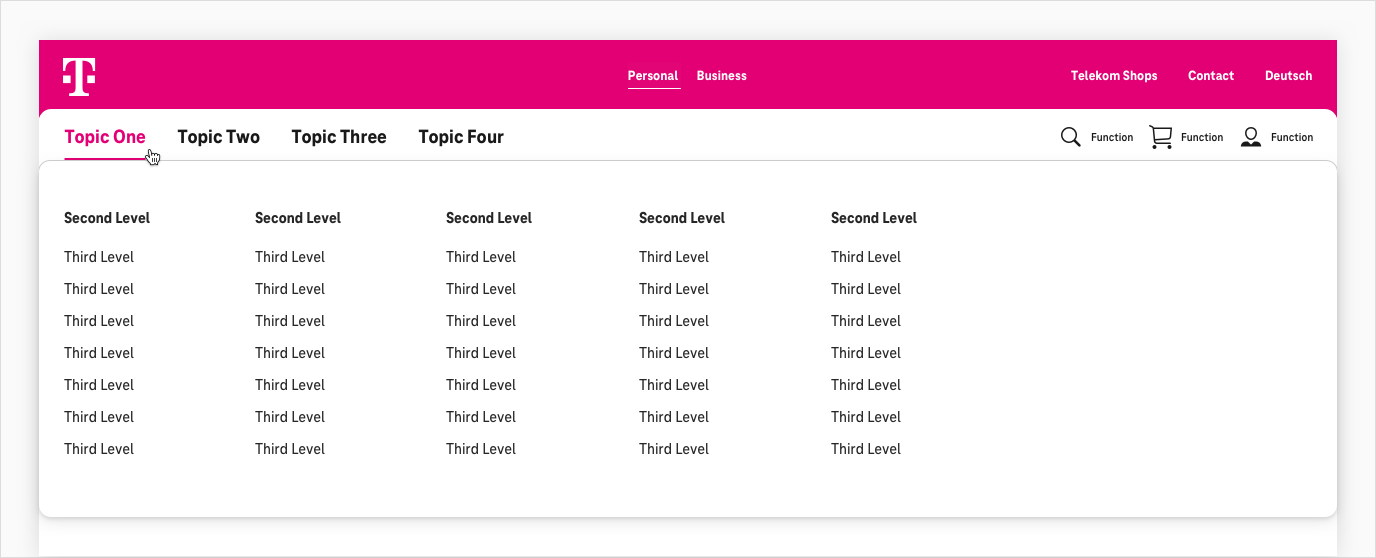 T
Personal Business
Telekom Shops Contact Deutsch
Topic One Topic Two Topic Three Topic Four
Function Function Function
Second Level Second Level Second Level Second Level Second Level
Third Level Third Level Third Level Third Level Third Level
Third Level Third Level Third Level Third Level Third Level
Third Level Third Level Third Level Third Level Third Level
Third Level Third Level Third Level Third Level Third Level
Third Level Third Level Third Level Third Level Third Level
Third Level Third Level Third Level Third Level Third Level
Third Level Third Level Third Level Third Level Third Level